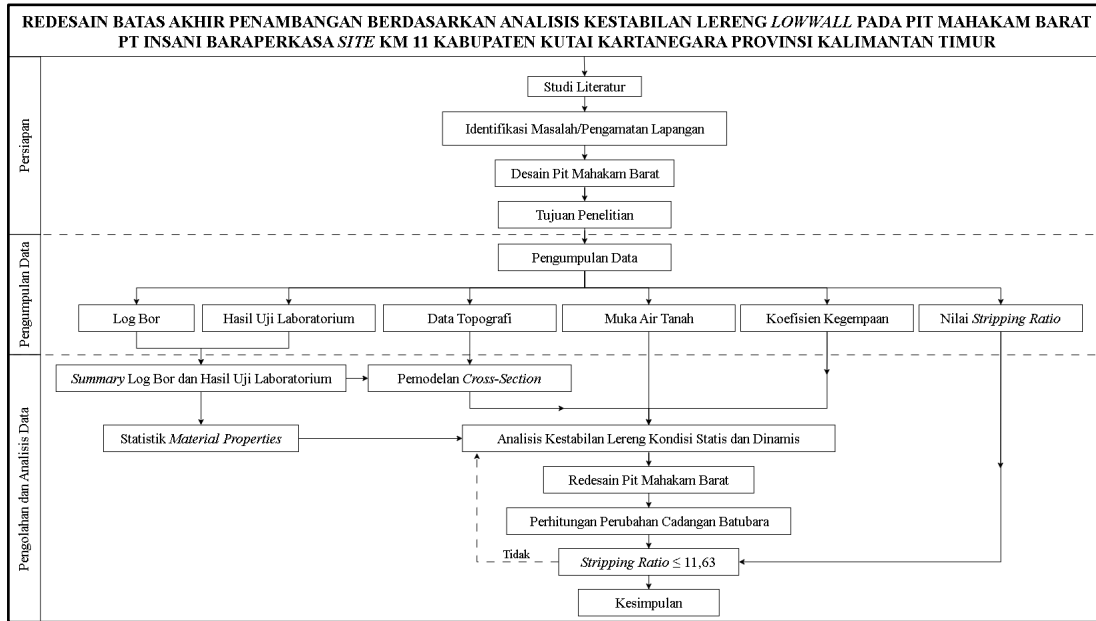 REDESAIN BATAS AKHIR PENAMBANGAN BERDASARKAN ANALISIS KESTABILAN LERENG LOWWALL PADA PIT MAHAKAM BARAT
PT INSANI BARAPERKASA SITE KM 11 KABUPATEN KUTAI KARTANEGARA PROVINSI KALIMANTAN TIMUR
Persiapan
Studi Literatur
Identifikasi Masalah/Pengamatan Lapangan
Desain Pit Mahakam Barat
Tujuan Penelitian
Pengumpulan Data
Pengumpulan Data
Log Bor
Hasil Uji Laboratorium
Data Topografi
Muka Air Tanah
Koefisien Kegempaan
Nilai Stripping Ratio
Pengolahan dan Analisis Data
Summary Log Bor dan Hasil Uji Laboratorium
Pemodelan Cross-Section
Statistik Material Properties
Analisis Kestabilan Lereng Kondisi Statis dan Dinamis
Redesain Pit Mahakam Barat
Perhitungan Perubahan Cadangan Batubara
Tidak
Stripping Ratio ≤ 11,63
Kesimpulan